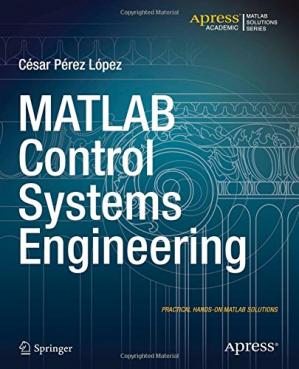 Apress®
ACADEMIC
MATLAB
SOLUTIONS
SERIES
César Pérez López
MATLAB
Control
Systems
Engineering
PRACTICAL HANDS-ON MATLAB SOLUTIONS
Springer
Apress®